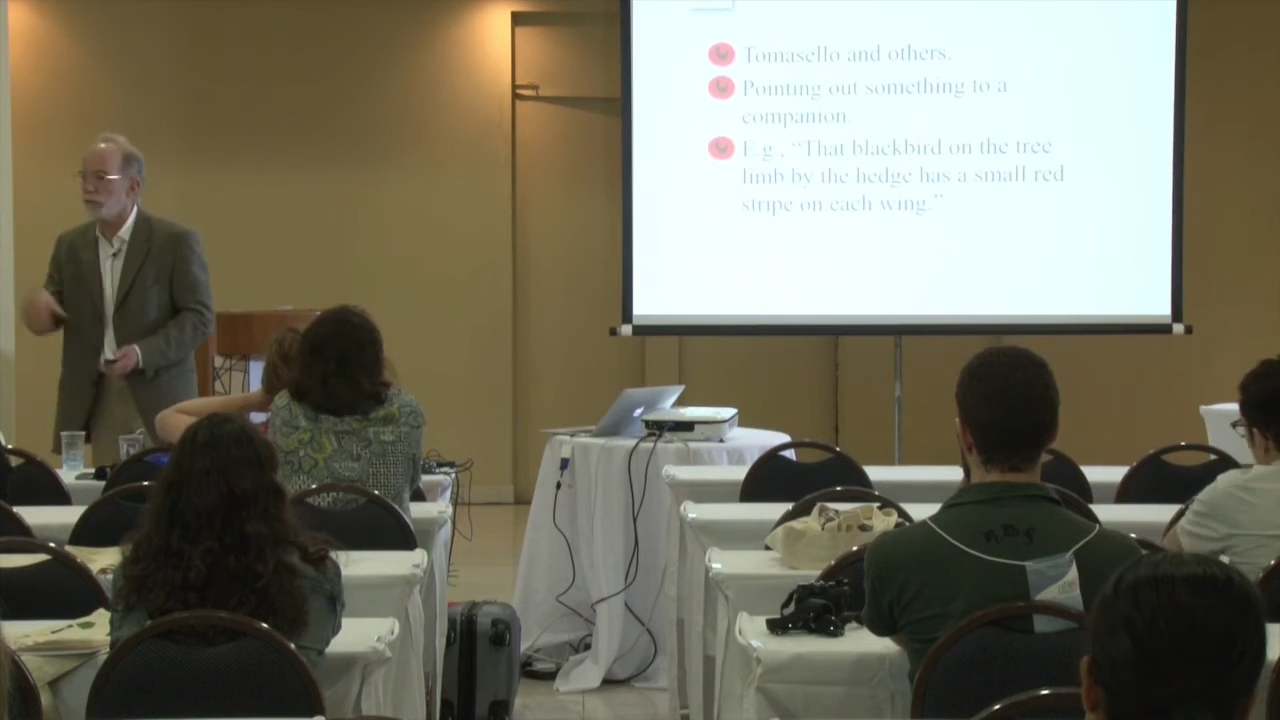 Tomasello and others.
Pointing out something to a
companion.
E.g., “That blackbird on the tree
limb by the hedge has a small red
stripe on each wing.”